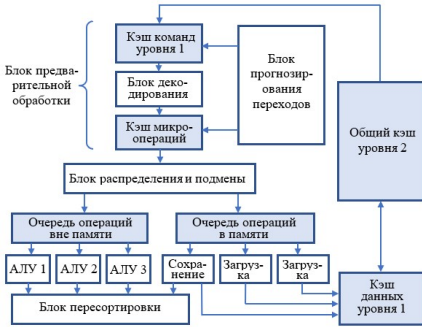 Кэш команд
уровня 1
Блок предва-
рительной
обработки
Блок деко-
дирования
Блок
прогнозиро-
вания
переходов
Кэш микро-
операций
Общий кэш
уровня 2
Блок распределения и подмены
Очередь операций
вне памяти
Очередь операций
в памяти
АЛУ 1
АЛУ 2
АЛУ 3
Сохра-
нение
Загруз-
ка
Загруз-
ка
Блок пересортировки
Кэш
данных
уровня 1